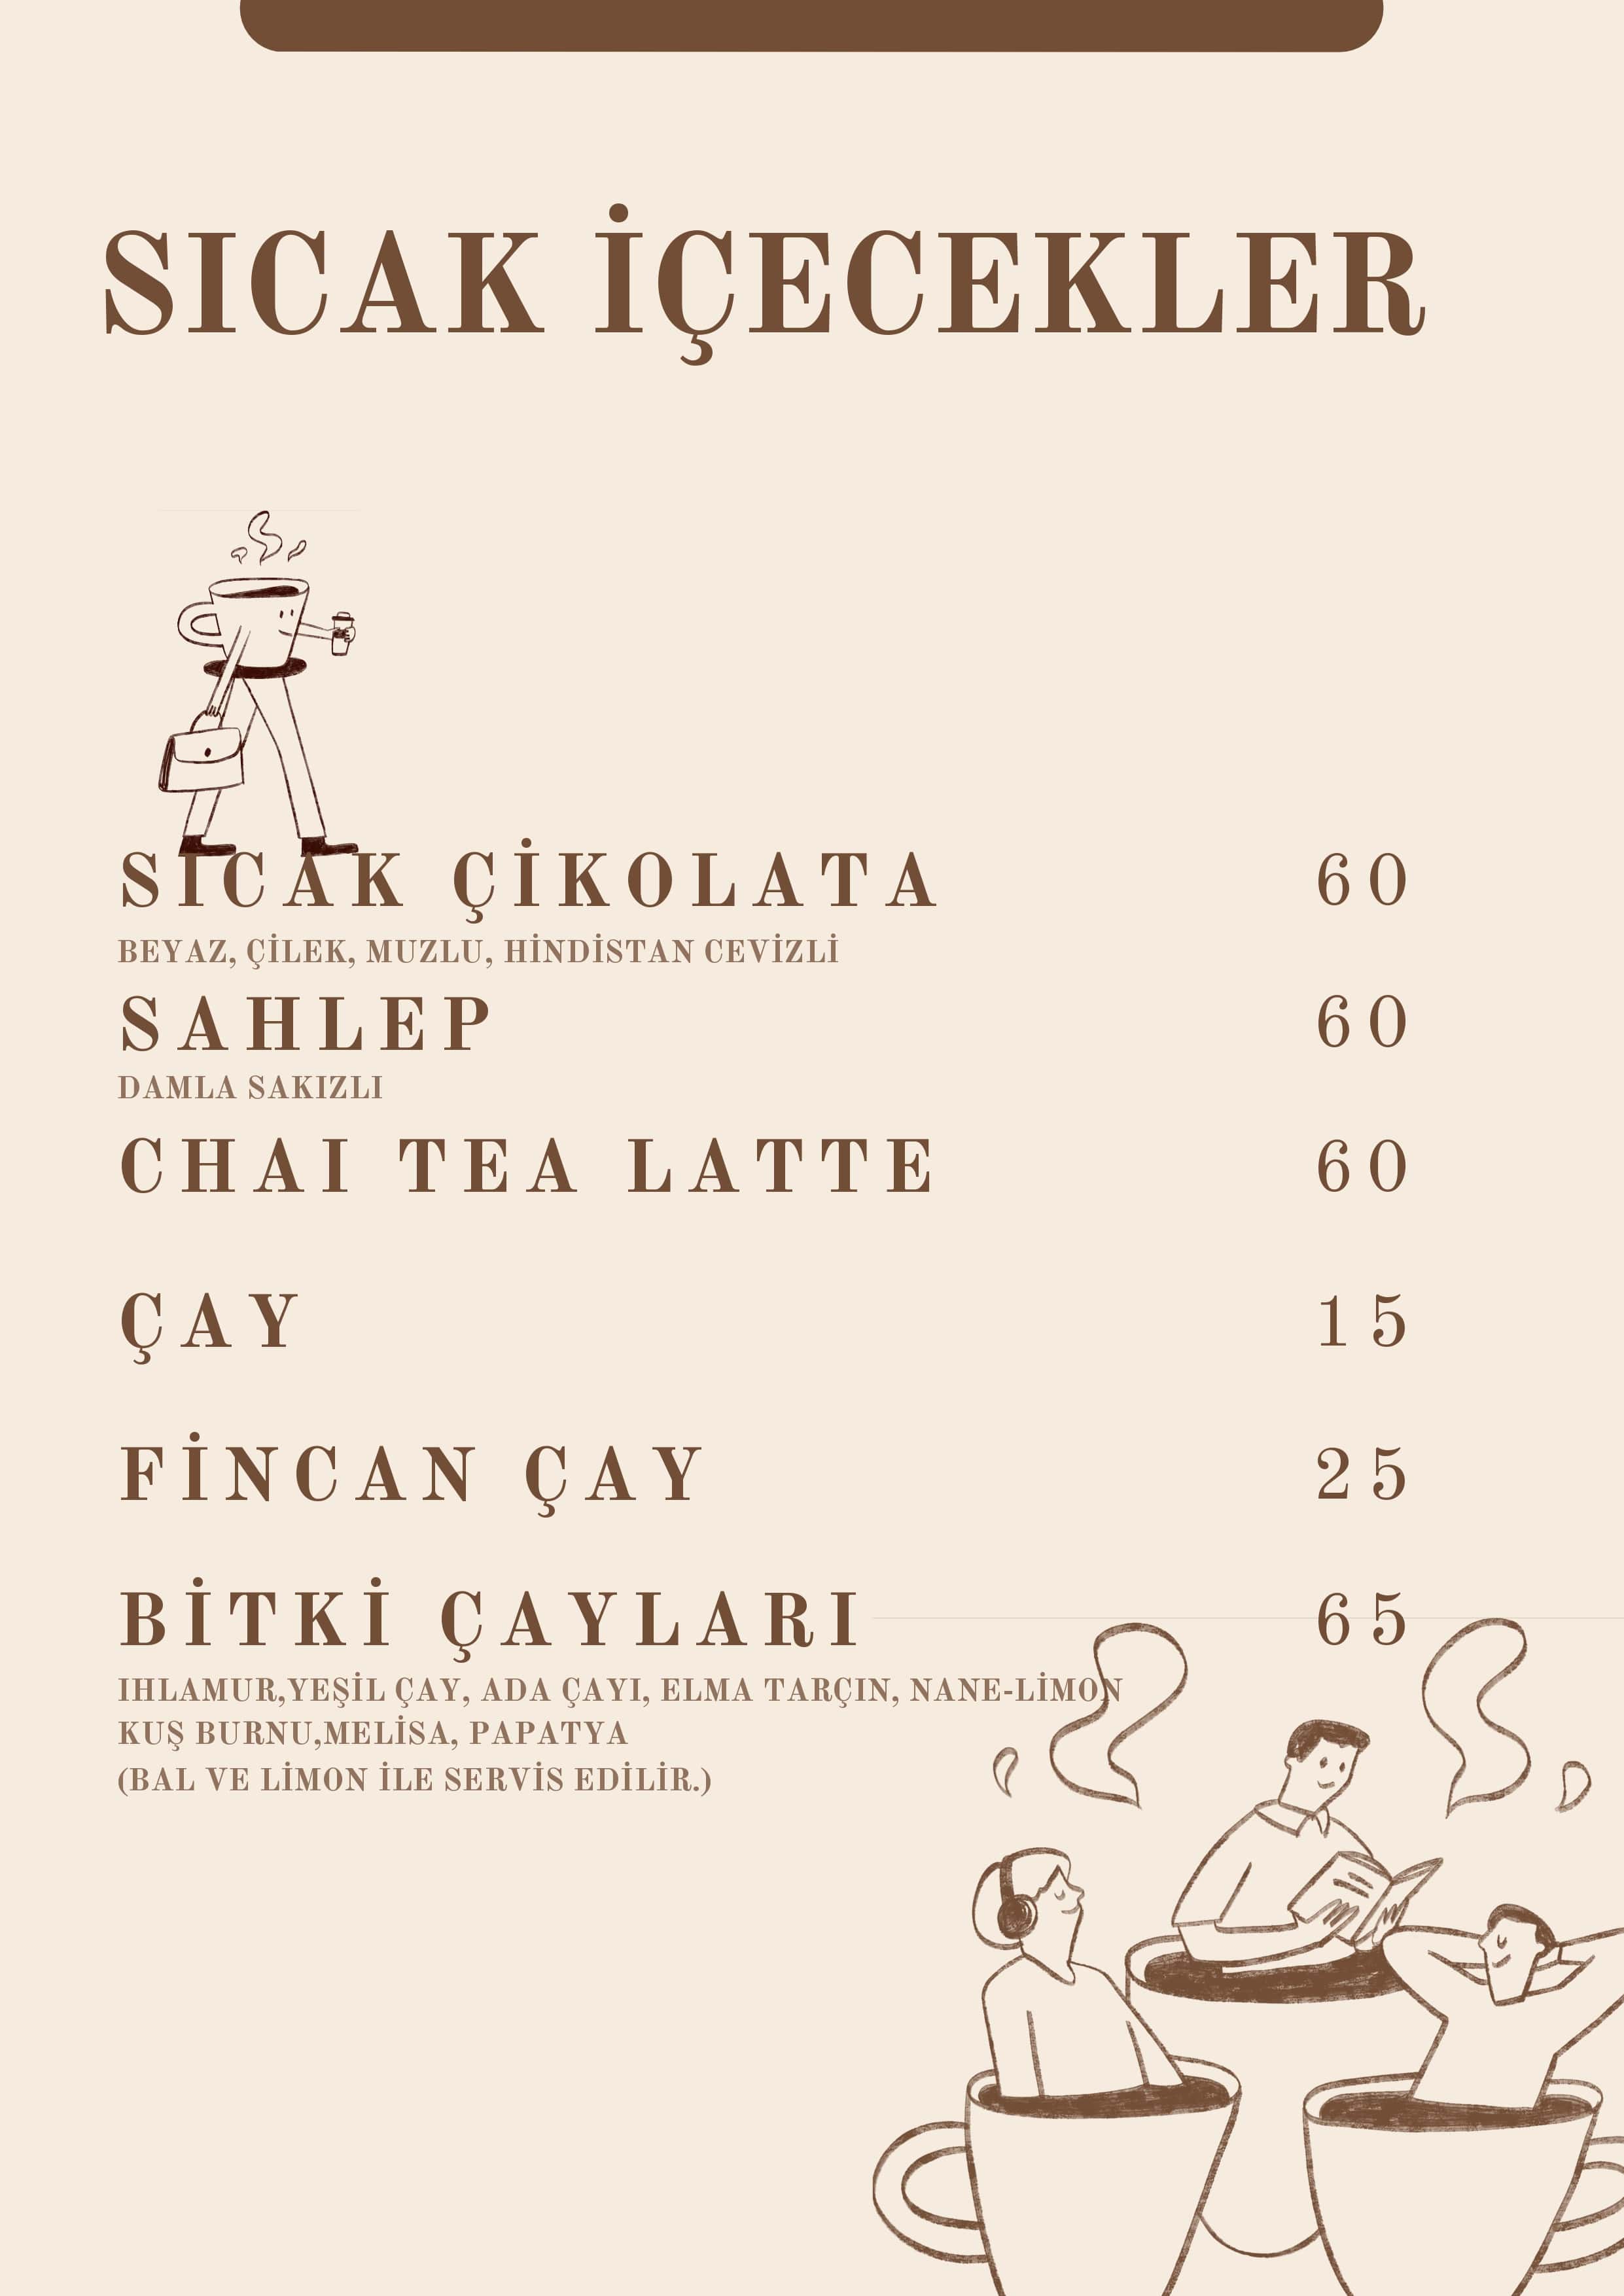 SICAK İÇECEKLER
SICAK ÇİKOLATA 60
BEYAZ, ÇİLEK, MUZLU, HİNDİSTAN CEVİZLİ
SAHLEP 60
DAMLA SAKIZLI
CHAI TEA LATTE 60
ÇAY 15
FİNCAN ÇAY 25
BİTKİ ÇAYLARI 65
IHLAMUR,YEŞİL ÇAY, ADA ÇAYI, ELMA TARÇIN, NANE-LİMON
KUŞ BURNU,MELİSA, PAPATYA
(BAL VE LİMON İLE SERVİS EDİLİR.)